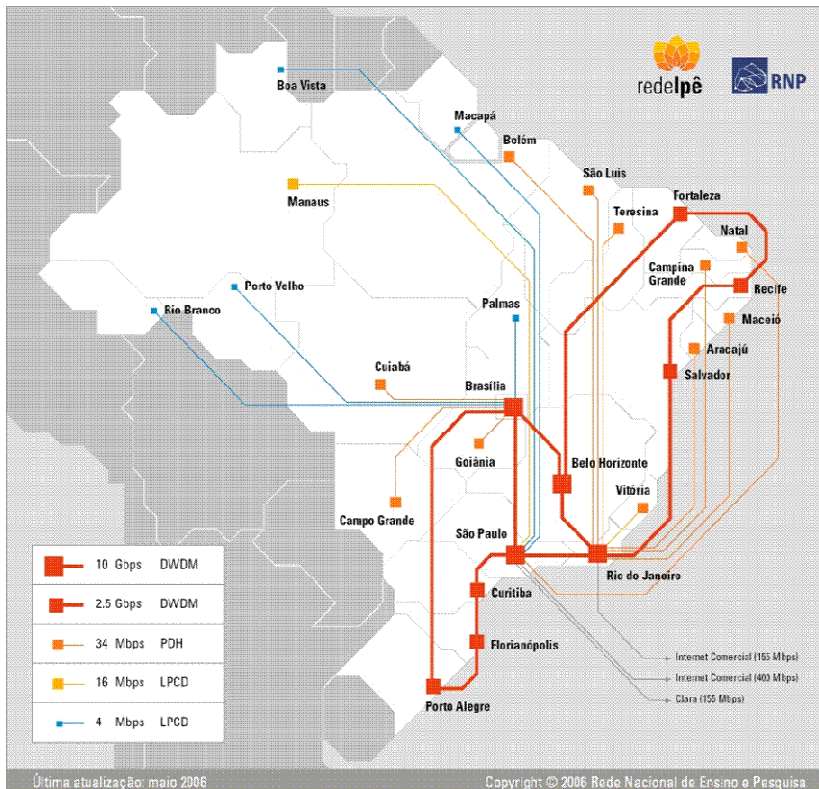 redeIpê
RNP
Boa Vista
Macapá
Belém
São Luis
Fortaleza
Manaus
Teresina
Natal
Campina
Grande
Recife
Porto Velho
Rio Branco
Palmas
Maceió
Aracajú
Cuiabá
Brasília
Salvador
Goiânia
Belo Horizonte
Vitória
Campo Grande
São Paulo
Rio do Janeiro
Curitiba
Florianópolis
Porto Alegre
10 Gbps DWDM
2.5 Gbps DWDM
34 Mbps PDH
16 Mbps LPCD
4 Mbps LPCD
Internet Comercial (155 Mbps)
Internet Comercial (400 Mbps)
Clara (155 Mbps)
Última atualização: maio 2006
Copyright © 2006 Rede Nacional de Ensino e Pesquisa